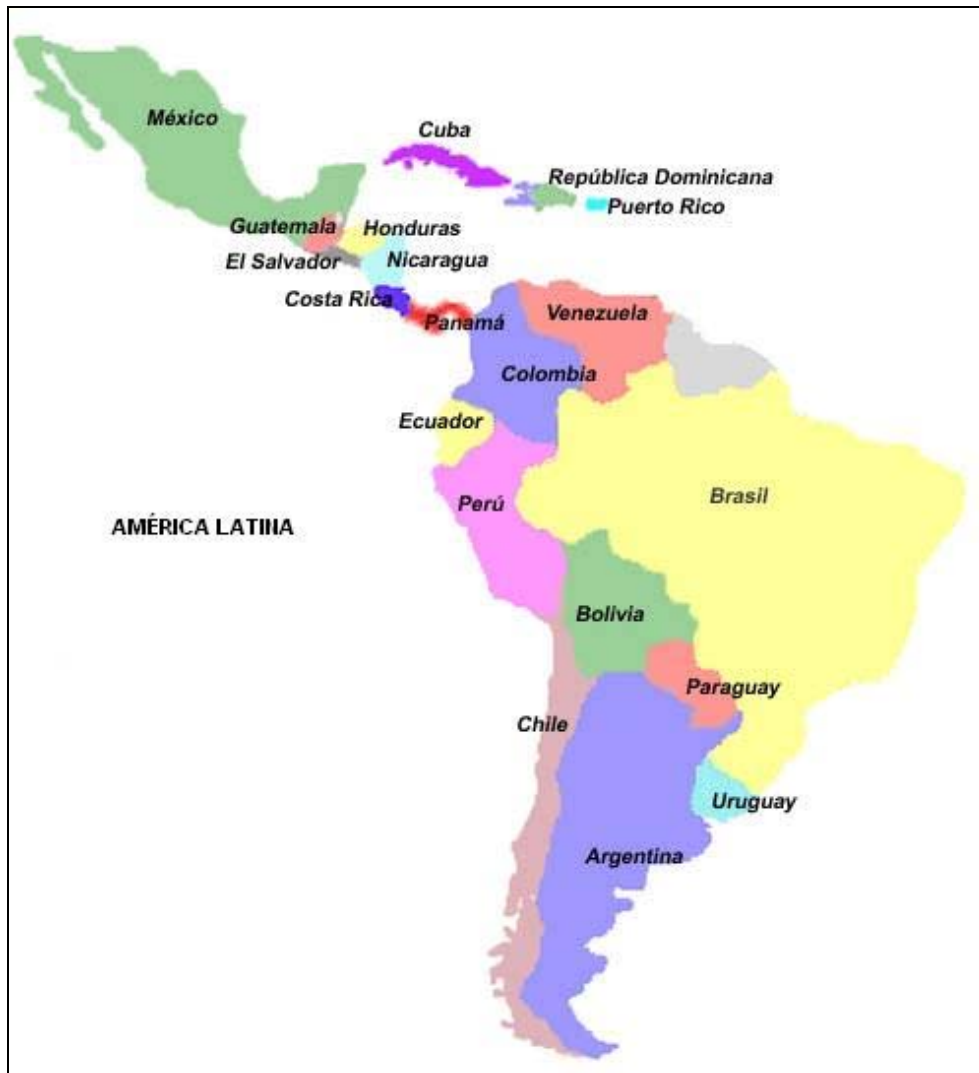 México
Cuba
República Dominicana
Puerto Rico
Guatemala
Honduras
El Salvador
Nicaragua
Costa Rica
Panamá
Venezuela
Colombia
Ecuador
Brasil
Perú
AMÉRICA LATINA
Bolivia
Paraguay
Chile
Uruguay
Argentina